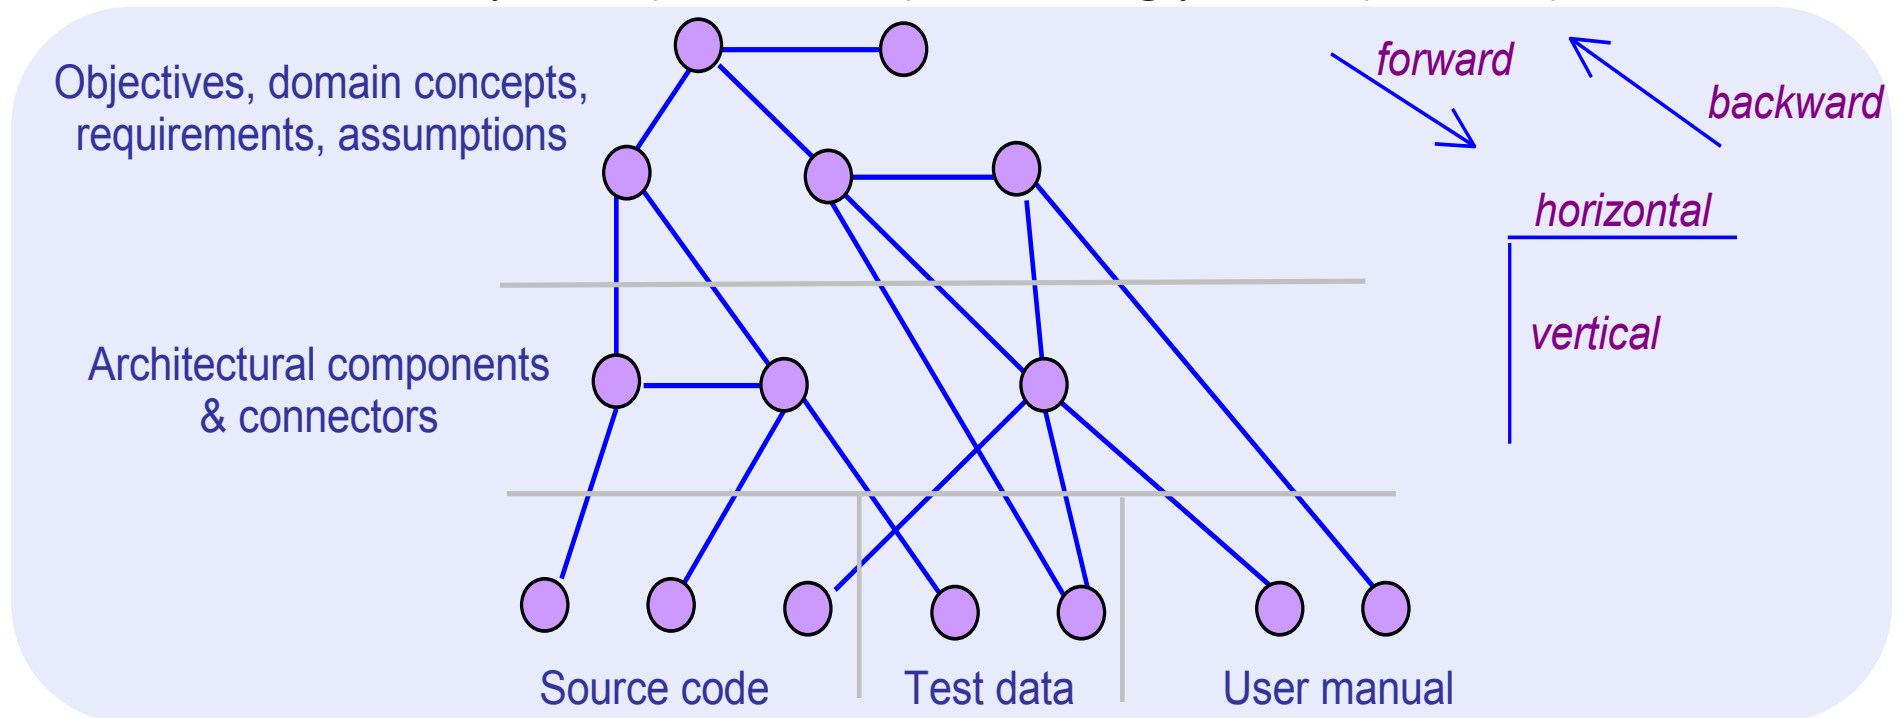 Objectives, domain concepts,
requirements, assumptions
forward
backward
horizontal
vertical
Architectural components
& connectors
Source code
Test data
User manual